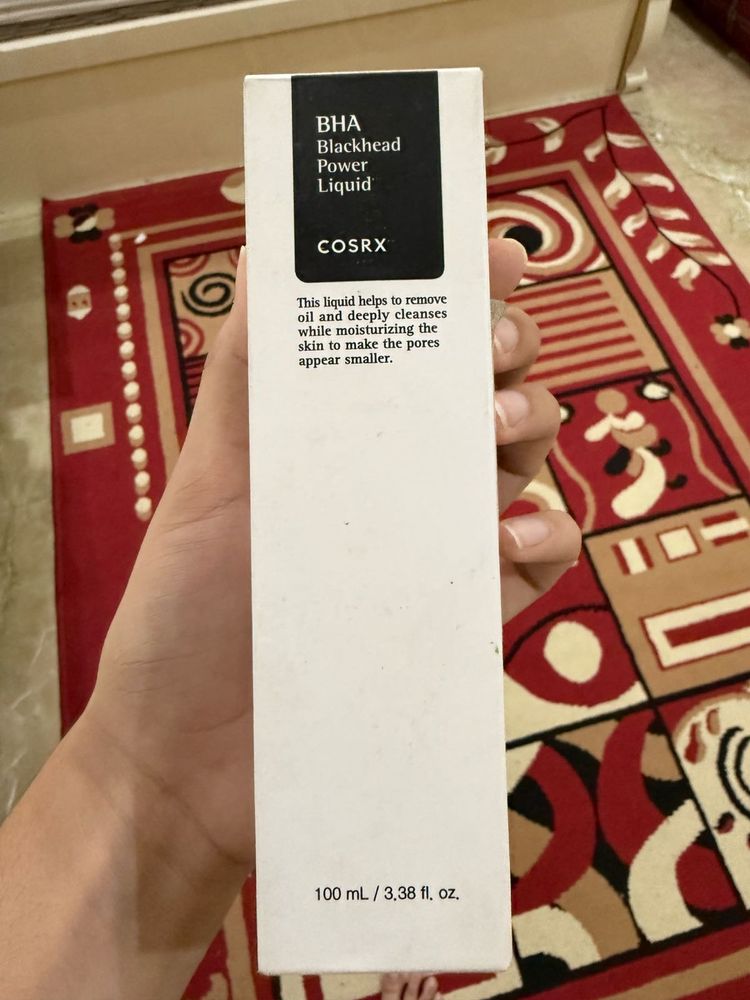 BHA
Blackhead
Power
Liquid
COSRX
This liquid helps to remove
oil and deeply cleanses
while moisturizing the
skin to make the pores
appear smaller.
100 mL / 3.38 fl. oz.